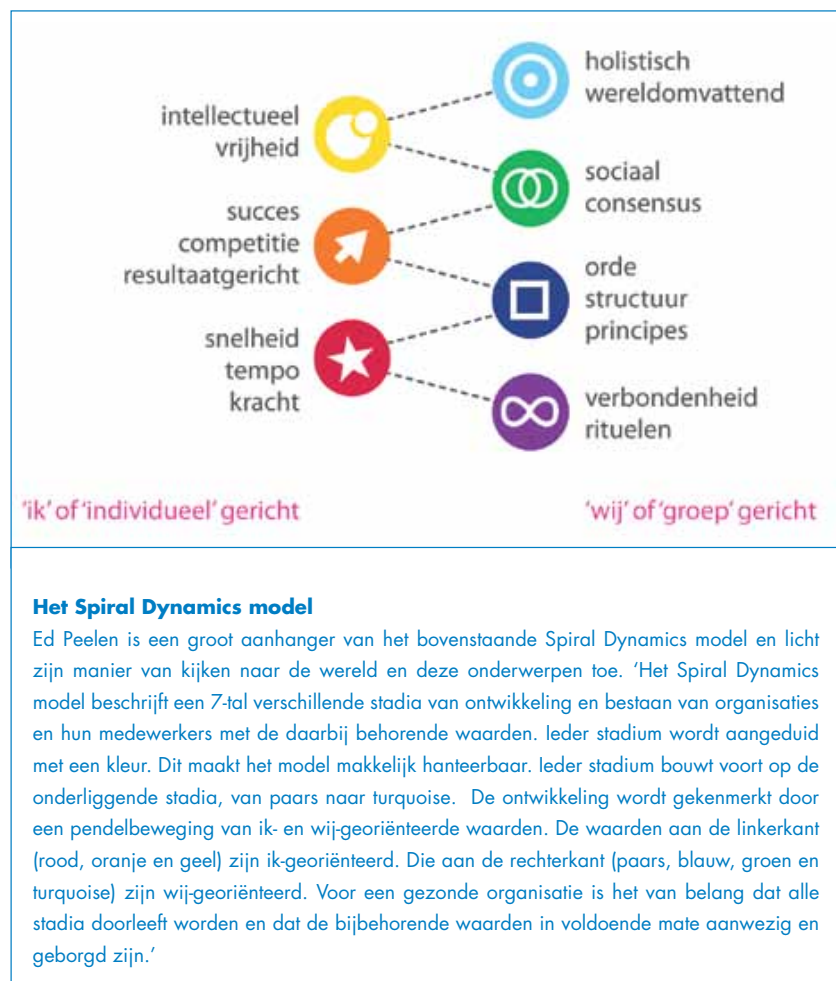 holistisch
wereldomvattend
intellectueel
vrijheid
sociaal
consensus
succes
competitie
resultaatgericht
orde
structuur
principes
snelheid
tempo
kracht
verbondenheid
rituelen
'ik' of 'individueel' gericht
'wij' of 'groep' gericht
Het Spiral Dynamics model
Ed Peelen is een groot aanhanger van het bovenstaande Spiral Dynamics model en licht
zijn manier van kijken naar de wereld en deze onderwerpen toe. 'Het Spiral Dynamics
model beschrijft een 7-tal verschillende stadia van ontwikkeling en bestaan van organisaties
en hun medewerkers met de daarbij behorende waarden. Ieder stadium wordt aangeduid
met een kleur. Dit maakt het model makkelijk hanteerbaar. Ieder stadium bouwt voort op de
onderliggende stadia, van paars naar turquoise. De ontwikkeling wordt gekenmerkt door
een pendelbeweging van ik- en wij-georiënteerde waarden. De waarden aan de linkerkant
(rood, oranje en geel) zijn ik-georiënteerd. Die aan de rechterkant (paars, blauw, groen en
turquoise) zijn wij-georiënteerd. Voor een gezonde organisatie is het van belang dat alle
stadia doorleeft worden en dat de bijbehorende waarden in voldoende mate aanwezig en
geborgd zijn.'